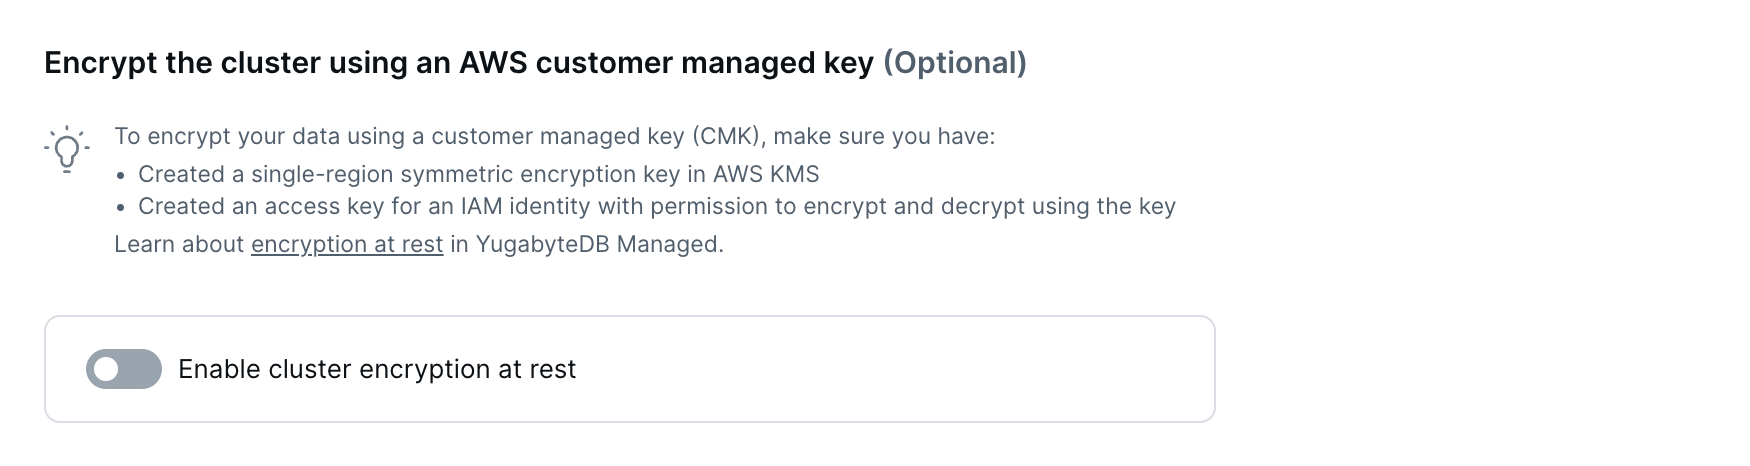 Encrypt the cluster using an AWS customer managed key (Optional)
To encrypt your data using a customer managed key (CMK), make sure you have:
• Created a single-region symmetric encryption key in AWS KMS
• Created an access key for an IAM identity with permission to encrypt and decrypt using the key
Learn about encryption at rest in YugabyteDB Managed.
Enable cluster encryption at rest